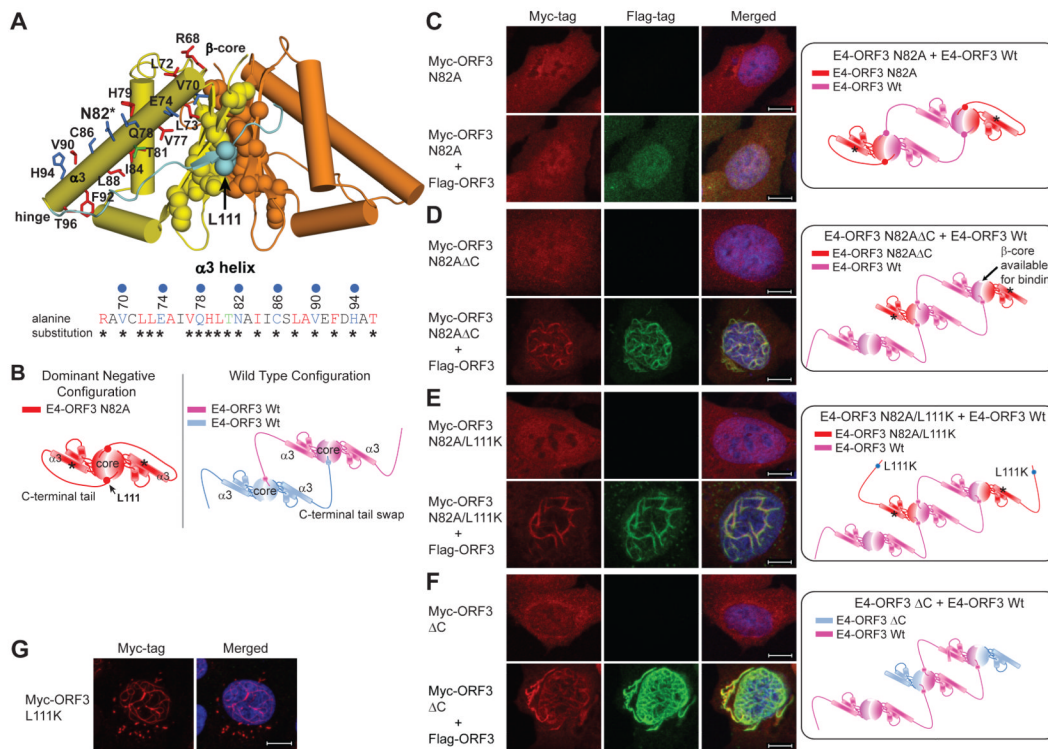 A
R68
β-core
L72
V70
H79
E74
N82*
L73
Q78
C86
V77
V90
T81
H94
I84
α3
L88
F92
hinge
T96
L111
α3 helix
70 74 78 82 86 90 94
alanine RAVCLLEAIVQHLTNAIICSLAVEFDHAT
substitution * * * * * * * * * * * * * * * * * *
B
Dominant Negative
Configuration
E4-ORF3 N82A
α3
*
core
*
α3
C-terminal tail
L111
Wild Type Configuration
E4-ORF3 Wt
E4-ORF3 Wt
α3
core
α3
α3
core
α3
C-terminal tail swap
G
Myc-tag Merged
Myc-ORF3
L111K
C
Myc-tag Flag-tag Merged
Myc-ORF3
N82A
Myc-ORF3
N82A
+
Flag-ORF3
E4-ORF3 N82A + E4-ORF3 Wt
E4-ORF3 N82A
E4-ORF3 Wt
*
*
D
Myc-ORF3
N82AΔC
Myc-ORF3
N82AΔC
+
Flag-ORF3
E4-ORF3 N82AΔC + E4-ORF3 Wt
E4-ORF3 N82AΔC
E4-ORF3 Wt
β-core
available
for binding
*
*
E
Myc-ORF3
N82A/L111K
Myc-ORF3
N82A/L111K
+
Flag-ORF3
E4-ORF3 N82A/L111K + E4-ORF3 Wt
E4-ORF3 N82A/L111K
E4-ORF3 Wt
L111K
L111K
*
*
F
Myc-ORF3
ΔC
Myc-ORF3
ΔC
+
Flag-ORF3
E4-ORF3 ΔC + E4-ORF3 Wt
E4-ORF3 ΔC
E4-ORF3 Wt